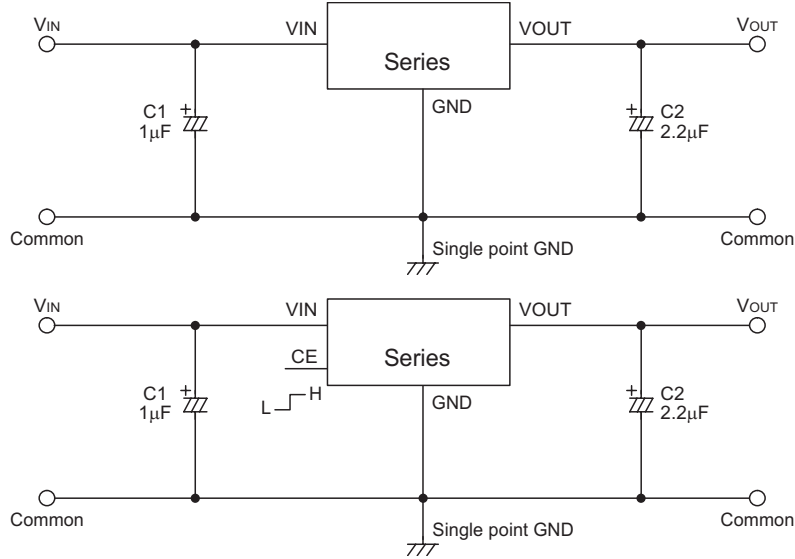 VIN
VIN
VOUT
VOUT
Series
GND
+
C1
1μF
+
C2
2.2μF
Common
Single point GND
Common
VIN
VIN
VOUT
VOUT
CE
Series
L
H
GND
+
C1
1μF
+
C2
2.2μF
Common
Single point GND
Common